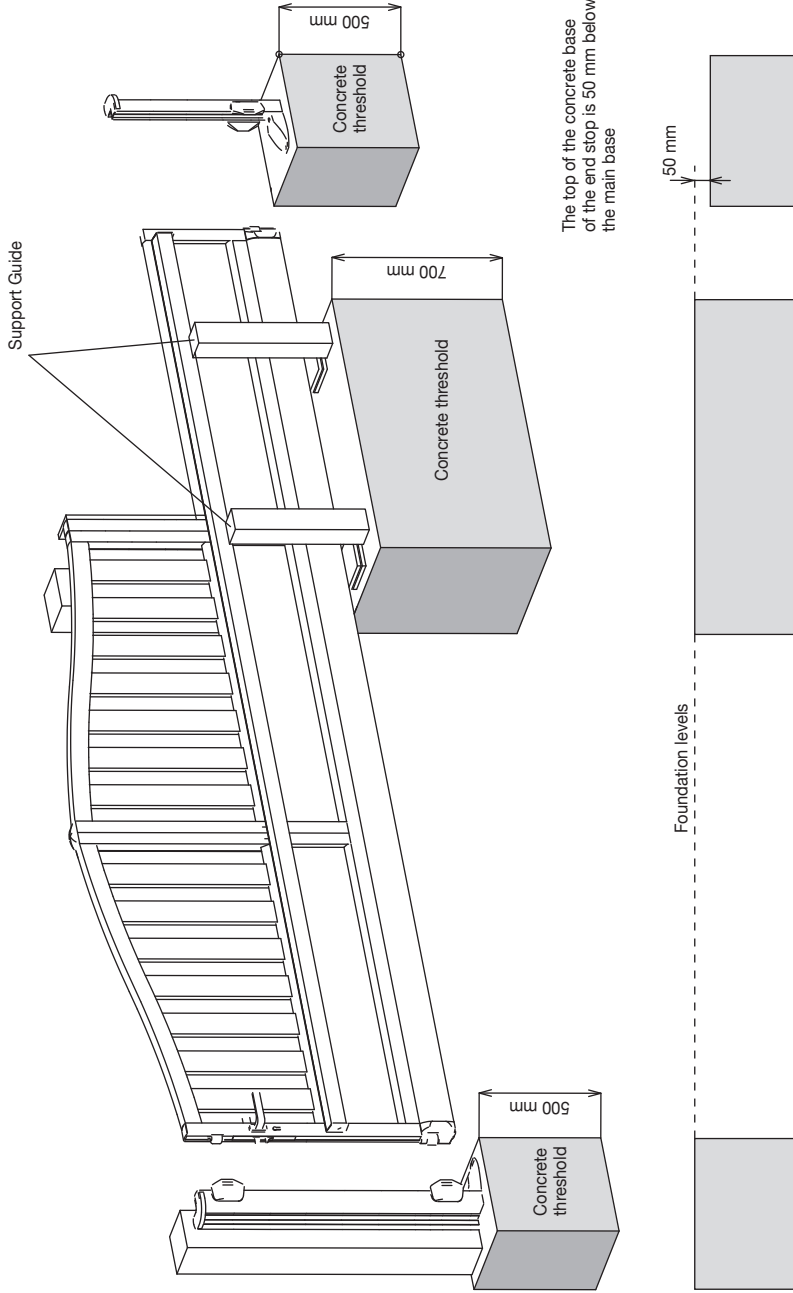 Support Guide
500 mm
Concrete
threshold
700 mm
Concrete threshold
500 mm
Concrete
threshold
The top of the concrete base
of the end stop is 50 mm below
the main base
50 mm
Foundation levels